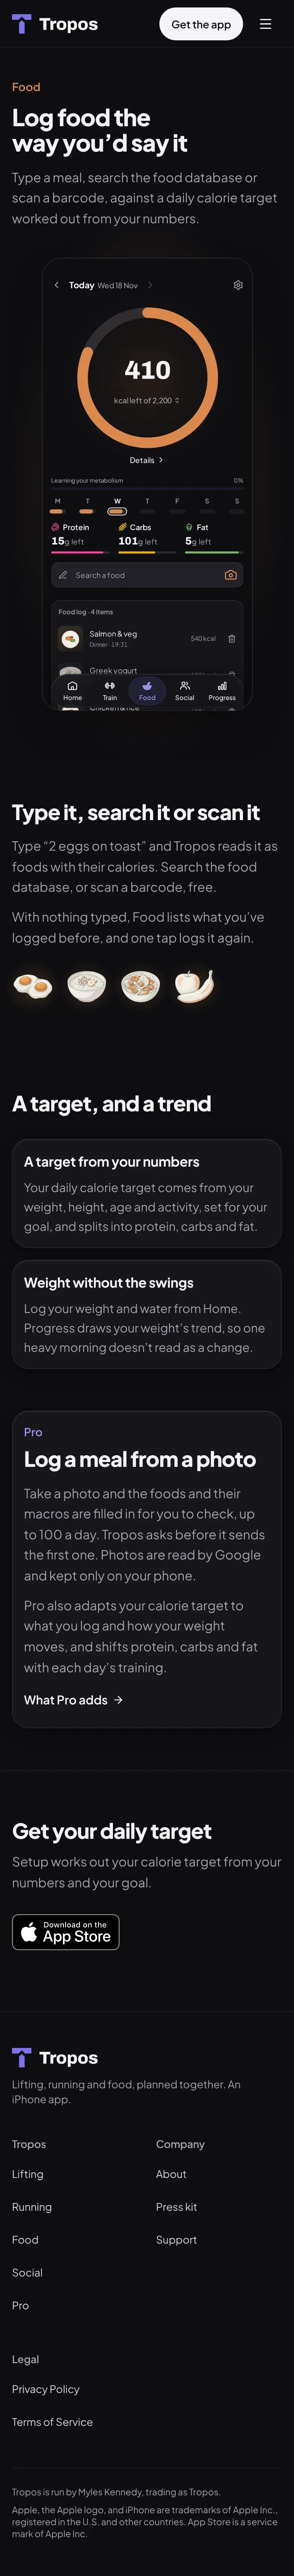 Tropos
Get the app
Food
Log food the
way you'd say it
Type a meal, search the food database or
scan a barcode, against a daily calorie target
worked out from your numbers.
Today Wed 18 Nov
410
kcal left of 2,200
Details
Learning your metabolism 0%
M T W T F S S
Protein Carbs Fat
15g left 101g left 5g left
Search a food
Food log · 4 items
Salmon & veg
540 kcal
Dinner · 19:31
Greek yogurt
Home Train Food Social Progress
Chicken & rice
Type it, search it or scan it
Type “2 eggs on toast” and Tropos reads it as
foods with their calories. Search the food
database, or scan a barcode, free.
With nothing typed, Food lists what you've
logged before, and one tap logs it again.
A target, and a trend
A target from your numbers
Your daily calorie target comes from your
weight, height, age and activity, set for your
goal, and splits into protein, carbs and fat.
Weight without the swings
Log your weight and water from Home.
Progress draws your weight's trend, so one
heavy morning doesn't read as a change.
Pro
Log a meal from a photo
Take a photo and the foods and their
macros are filled in for you to check, up
to 100 a day. Tropos asks before it sends
the first one. Photos are read by Google
and kept only on your phone.
Pro also adapts your calorie target to
what you log and how your weight
moves, and shifts protein, carbs and fat
with each day's training.
What Pro adds →
Get your daily target
Setup works out your calorie target from your
numbers and your goal.
Download on the
App Store
Tropos
Lifting, running and food, planned together. An
iPhone app.
Tropos
Lifting
Running
Food
Social
Pro
Company
About
Press kit
Support
Legal
Privacy Policy
Terms of Service
Tropos is run by Myles Kennedy, trading as Tropos.
Apple, the Apple logo, and iPhone are trademarks of Apple Inc.,
registered in the U.S. and other countries. App Store is a service
mark of Apple Inc.